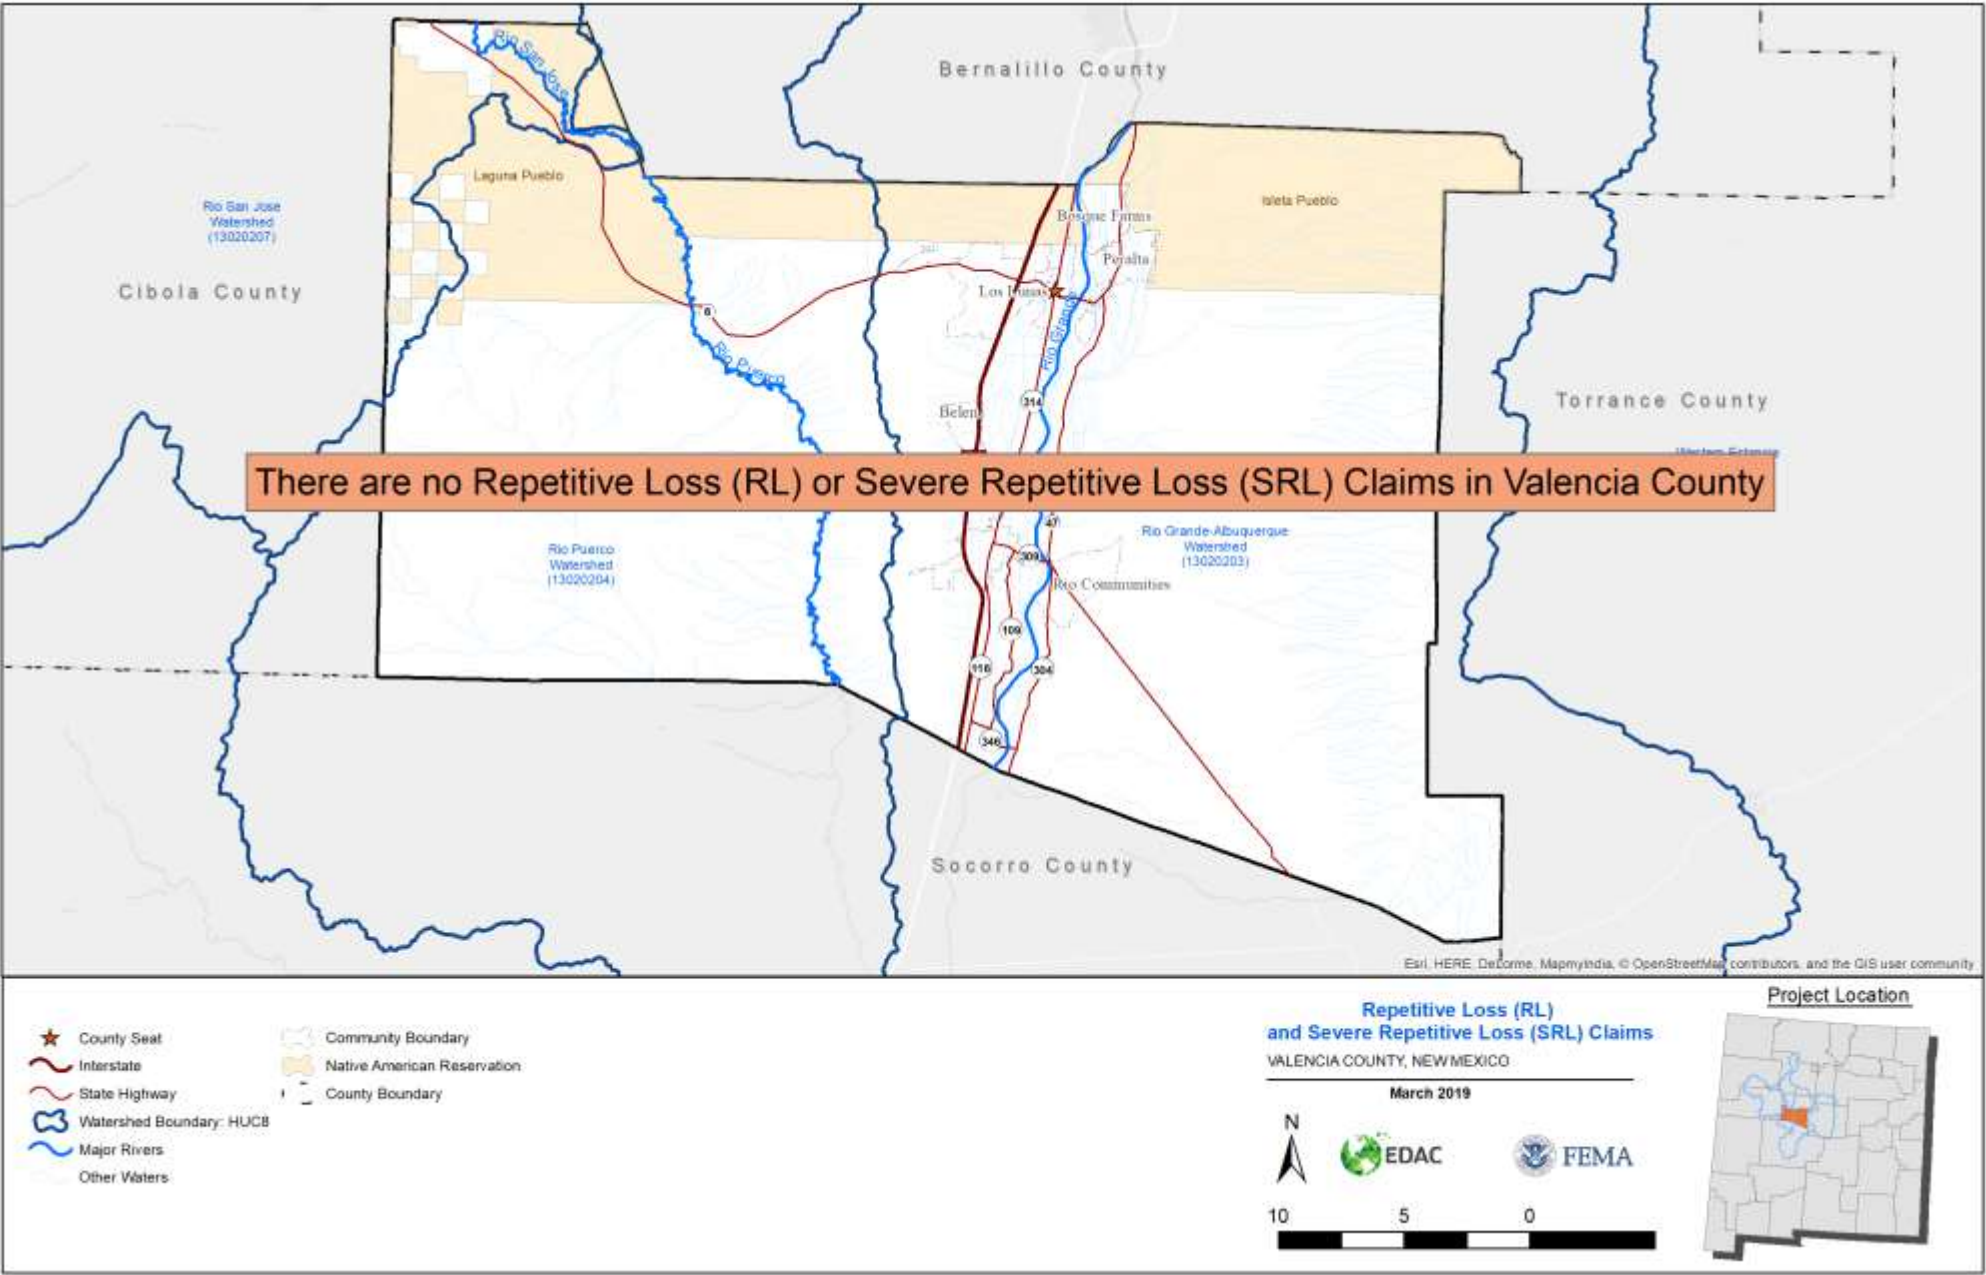 Bernalillo County
Rio San Jose
Laguna Pueblo
Isleta Pueblo
Rio San Jose
Watershed
(13020207)
Bosque Farms
Peralta
Cibola County
Los Lunas
6
Rio Grande
Rio Puerco
314
Belen
Torrance County
There are no Repetitive Loss (RL) or Severe Repetitive Loss (SRL) Claims in Valencia County
47
Rio Puerco
Watershed
(13020204)
Rio Grande-Albuquerque
Watershed
(13020203)
309
Rio Communities
109
116
304
346
Socorro County
Esri, HERE, DeLorme, MapmyIndia, © OpenStreetMap contributors, and the GIS user community
County Seat
Interstate
State Highway
Watershed Boundary: HUC8
Major Rivers
Other Waters
Community Boundary
Native American Reservation
County Boundary
Repetitive Loss (RL)
and Severe Repetitive Loss (SRL) Claims
VALENCIA COUNTY, NEW MEXICO
March 2019
N
EDAC
FEMA
10 5 0
Project Location